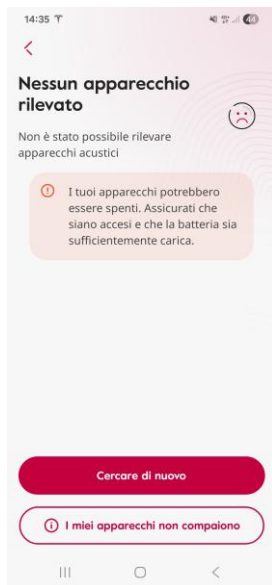 14:35
Nessun apparecchio
rilevato
Non è stato possibile rilevare
apparecchi acustici
I tuoi apparecchi potrebbero
essere spenti. Assicurati che
siano accesi e che la batteria sia
sufficientemente carica.
Cercare di nuovo
I miei apparecchi non compaiono